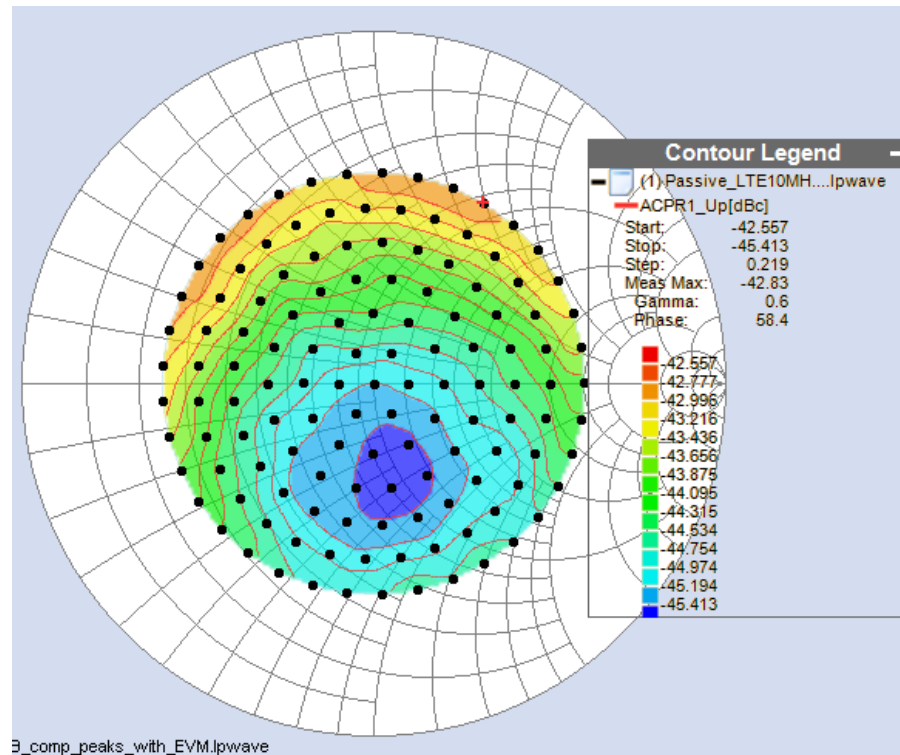 Contour Legend
(1) Passive_LTE10MH....lpwave
ACPR1_Up[dBc]
Start: -42.557
Stop: -45.413
Step: 0.219
Meas Max: -42.83
Gamma: 0.6
Phase: 58.4
-42.557
-42.777
-42.996
-43.216
-43.436
-43.656
-43.875
-44.095
-44.315
-44.534
-44.754
-44.974
-45.194
-45.413
_comp_peaks_with_EVM.lpwave